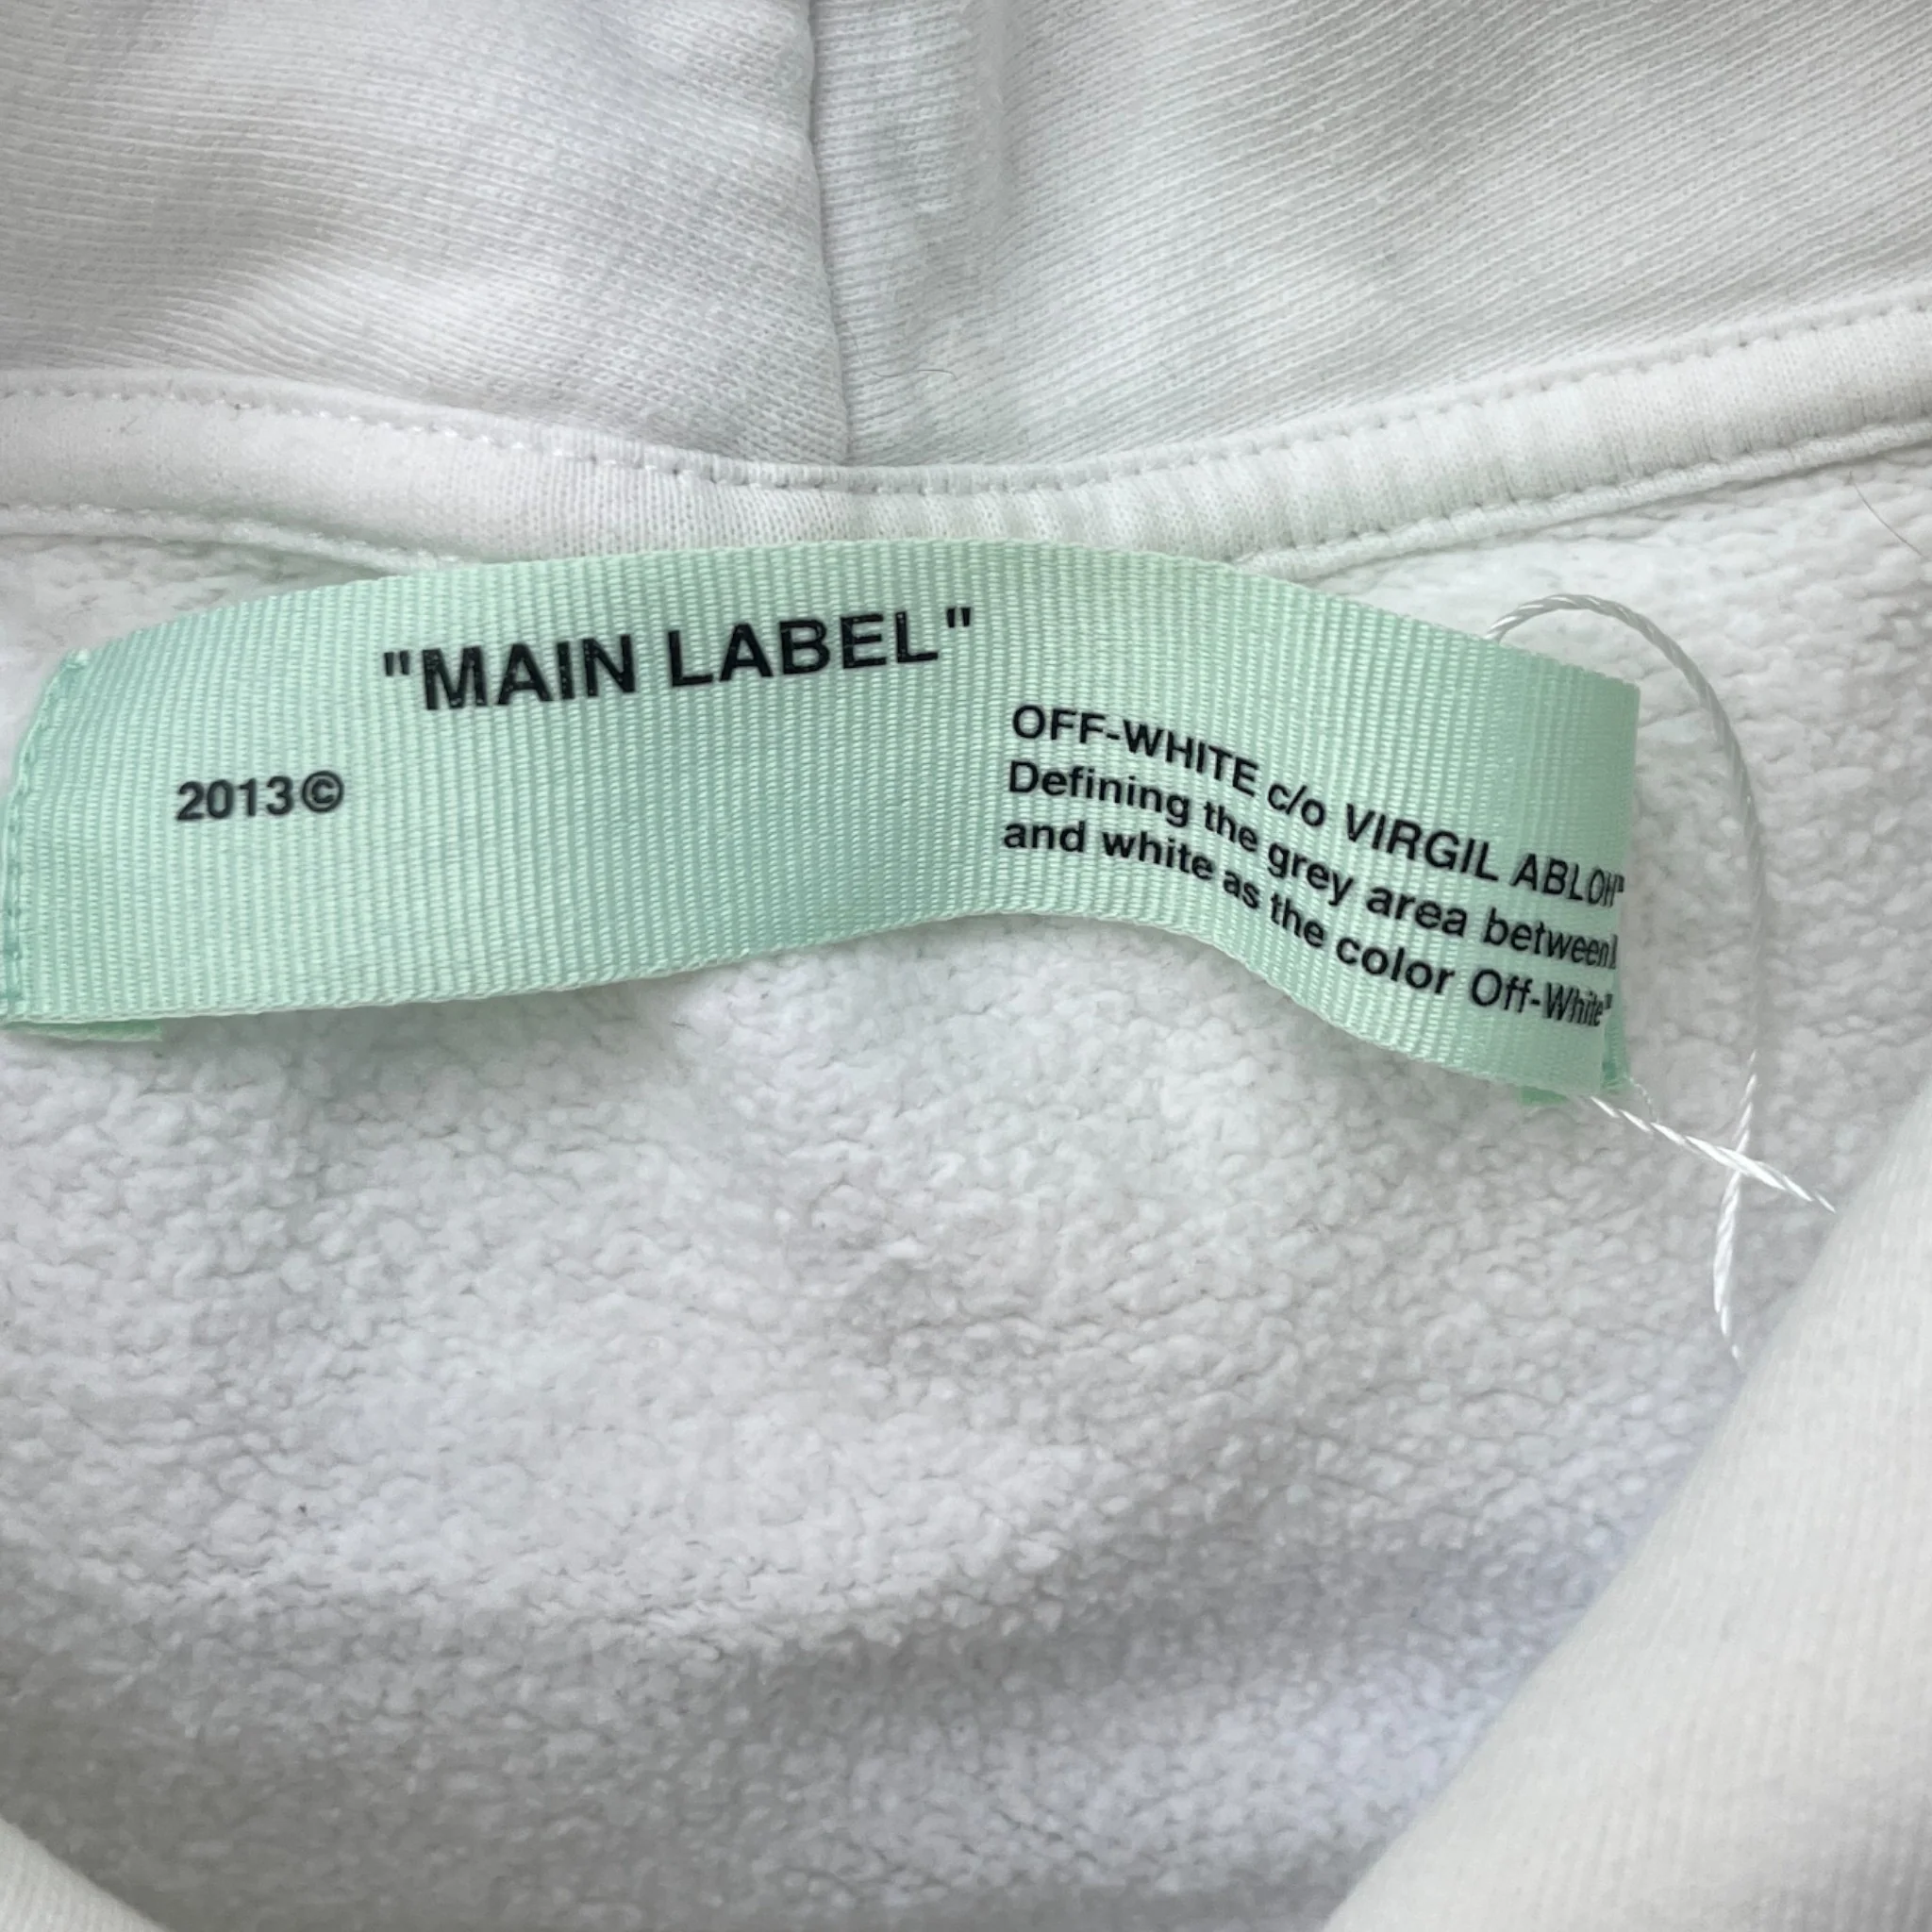 "MAIN LABEL"
2013©
OFF-WHITE c/o VIRGIL ABLOH"
Defining the grey area between
and white as the color Off-White"